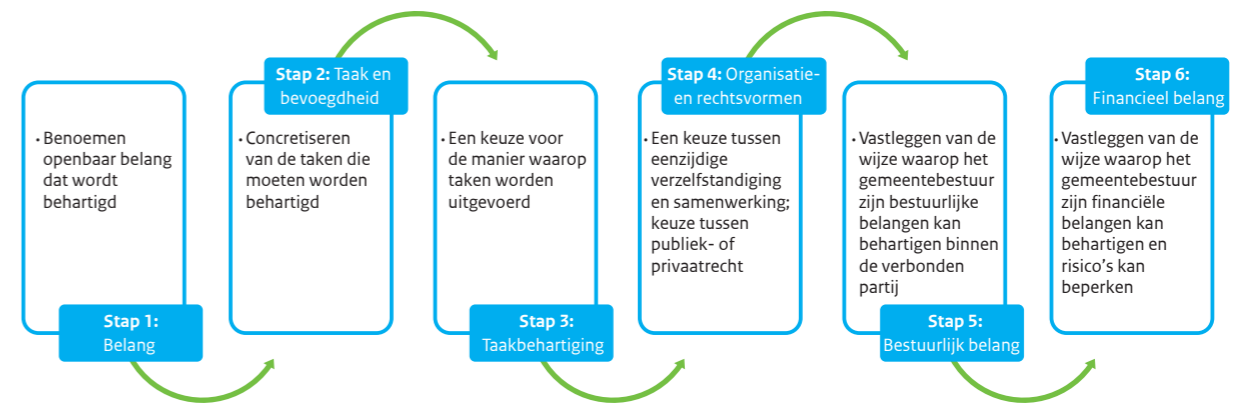 · Benoemen
openbaar belang
dat wordt
behartigd
Stap 1:
Belang
Stap 2: Taak en
bevoegdheid
· Concretiseren
van de taken die
moeten worden
behartigd
· Een keuze voor
de manier waarop
taken worden
uitgevoerd
Stap 3:
Taakbehartiging
Stap 4: Organisatie-
en rechtsvormen
· Een keuze tussen
eenzijdige
verzelfstandiging
en samenwerking;
keuze tussen
publiek- of
privaatrecht
· Vastleggen van de
wijze waarop het
gemeentebestuur
zijn bestuurlijke
belangen kan
behartigen binnen
de verbonden
partij
Stap 5:
Bestuurlijk belang
Stap 6:
Financieel belang
· Vastleggen van de
wijze waarop het
gemeentebestuur
zijn financiële
belangen kan
behartigen en
risico's kan
beperken